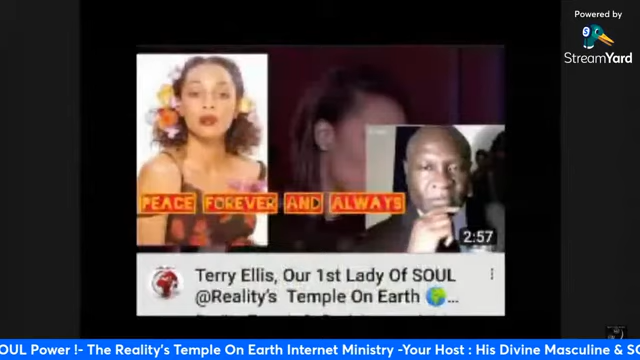 Powered by
StreamYard
PEACE FOREVER AND ALWAYS
2:57
Terry Ellis, Our 1st Lady Of SOUL
@Reality's Temple On Earth 🌍...
OUL Power !- The Reality's Temple On Earth Internet Ministry -Your Host : His Divine Masculine & SO